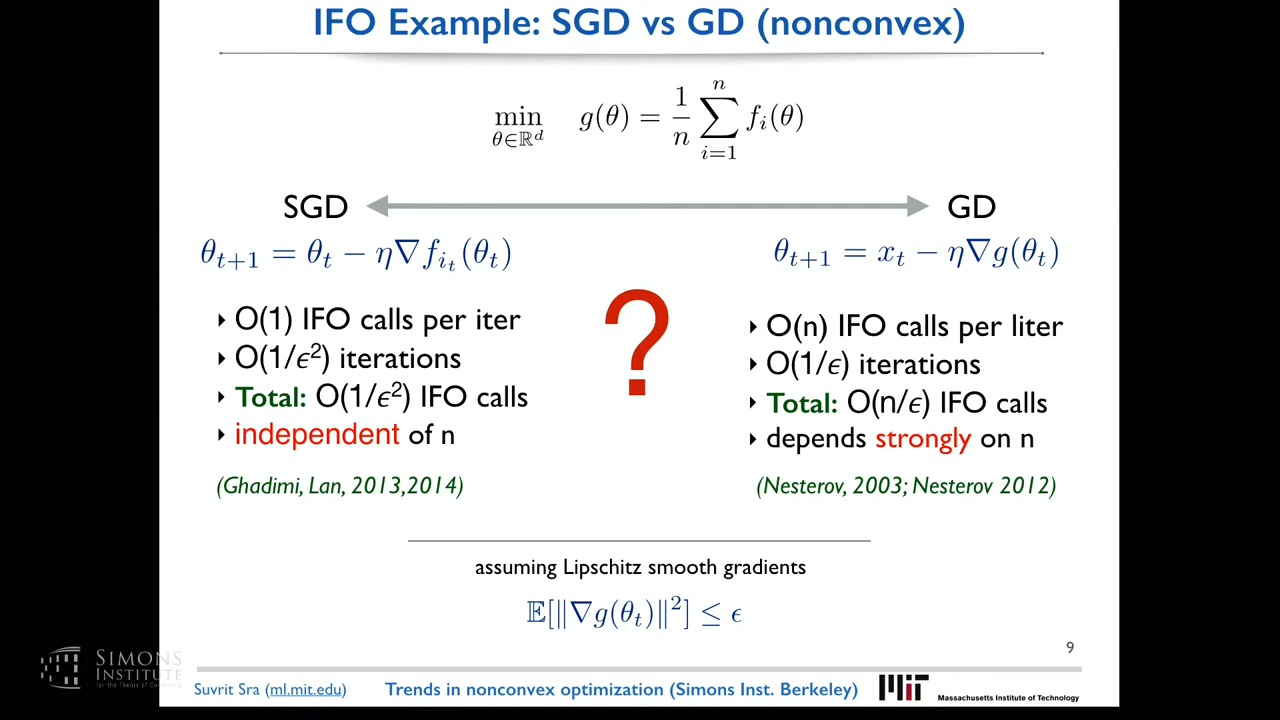 IFO Example: SGD vs GD (nonconvex)
min θ∈ℝ^d g(θ) = 1/n ∑_{i=1}^n f_i(θ)
SGD
GD
θ_{t+1} = θ_t − η∇f_{i_t}(θ_t)
θ_{t+1} = x_t − η∇g(θ_t)
?
‣ O(1) IFO calls per iter
‣ O(1/ϵ²) iterations
‣ Total: O(1/ϵ²) IFO calls
‣ independent of n
(Ghadimi, Lan, 2013,2014)
‣ O(n) IFO calls per liter
‣ O(1/ϵ) iterations
‣ Total: O(n/ϵ) IFO calls
‣ depends strongly on n
(Nesterov, 2003; Nesterov 2012)
assuming Lipschitz smooth gradients
𝔼[‖∇g(θ_t)‖²] ≤ ϵ
9
SIMONS
INSTITUTE
for the Theory of Computing
Suvrit Sra (ml.mit.edu)
Trends in nonconvex optimization (Simons Inst. Berkeley)
MIT
Massachusetts Institute of Technology